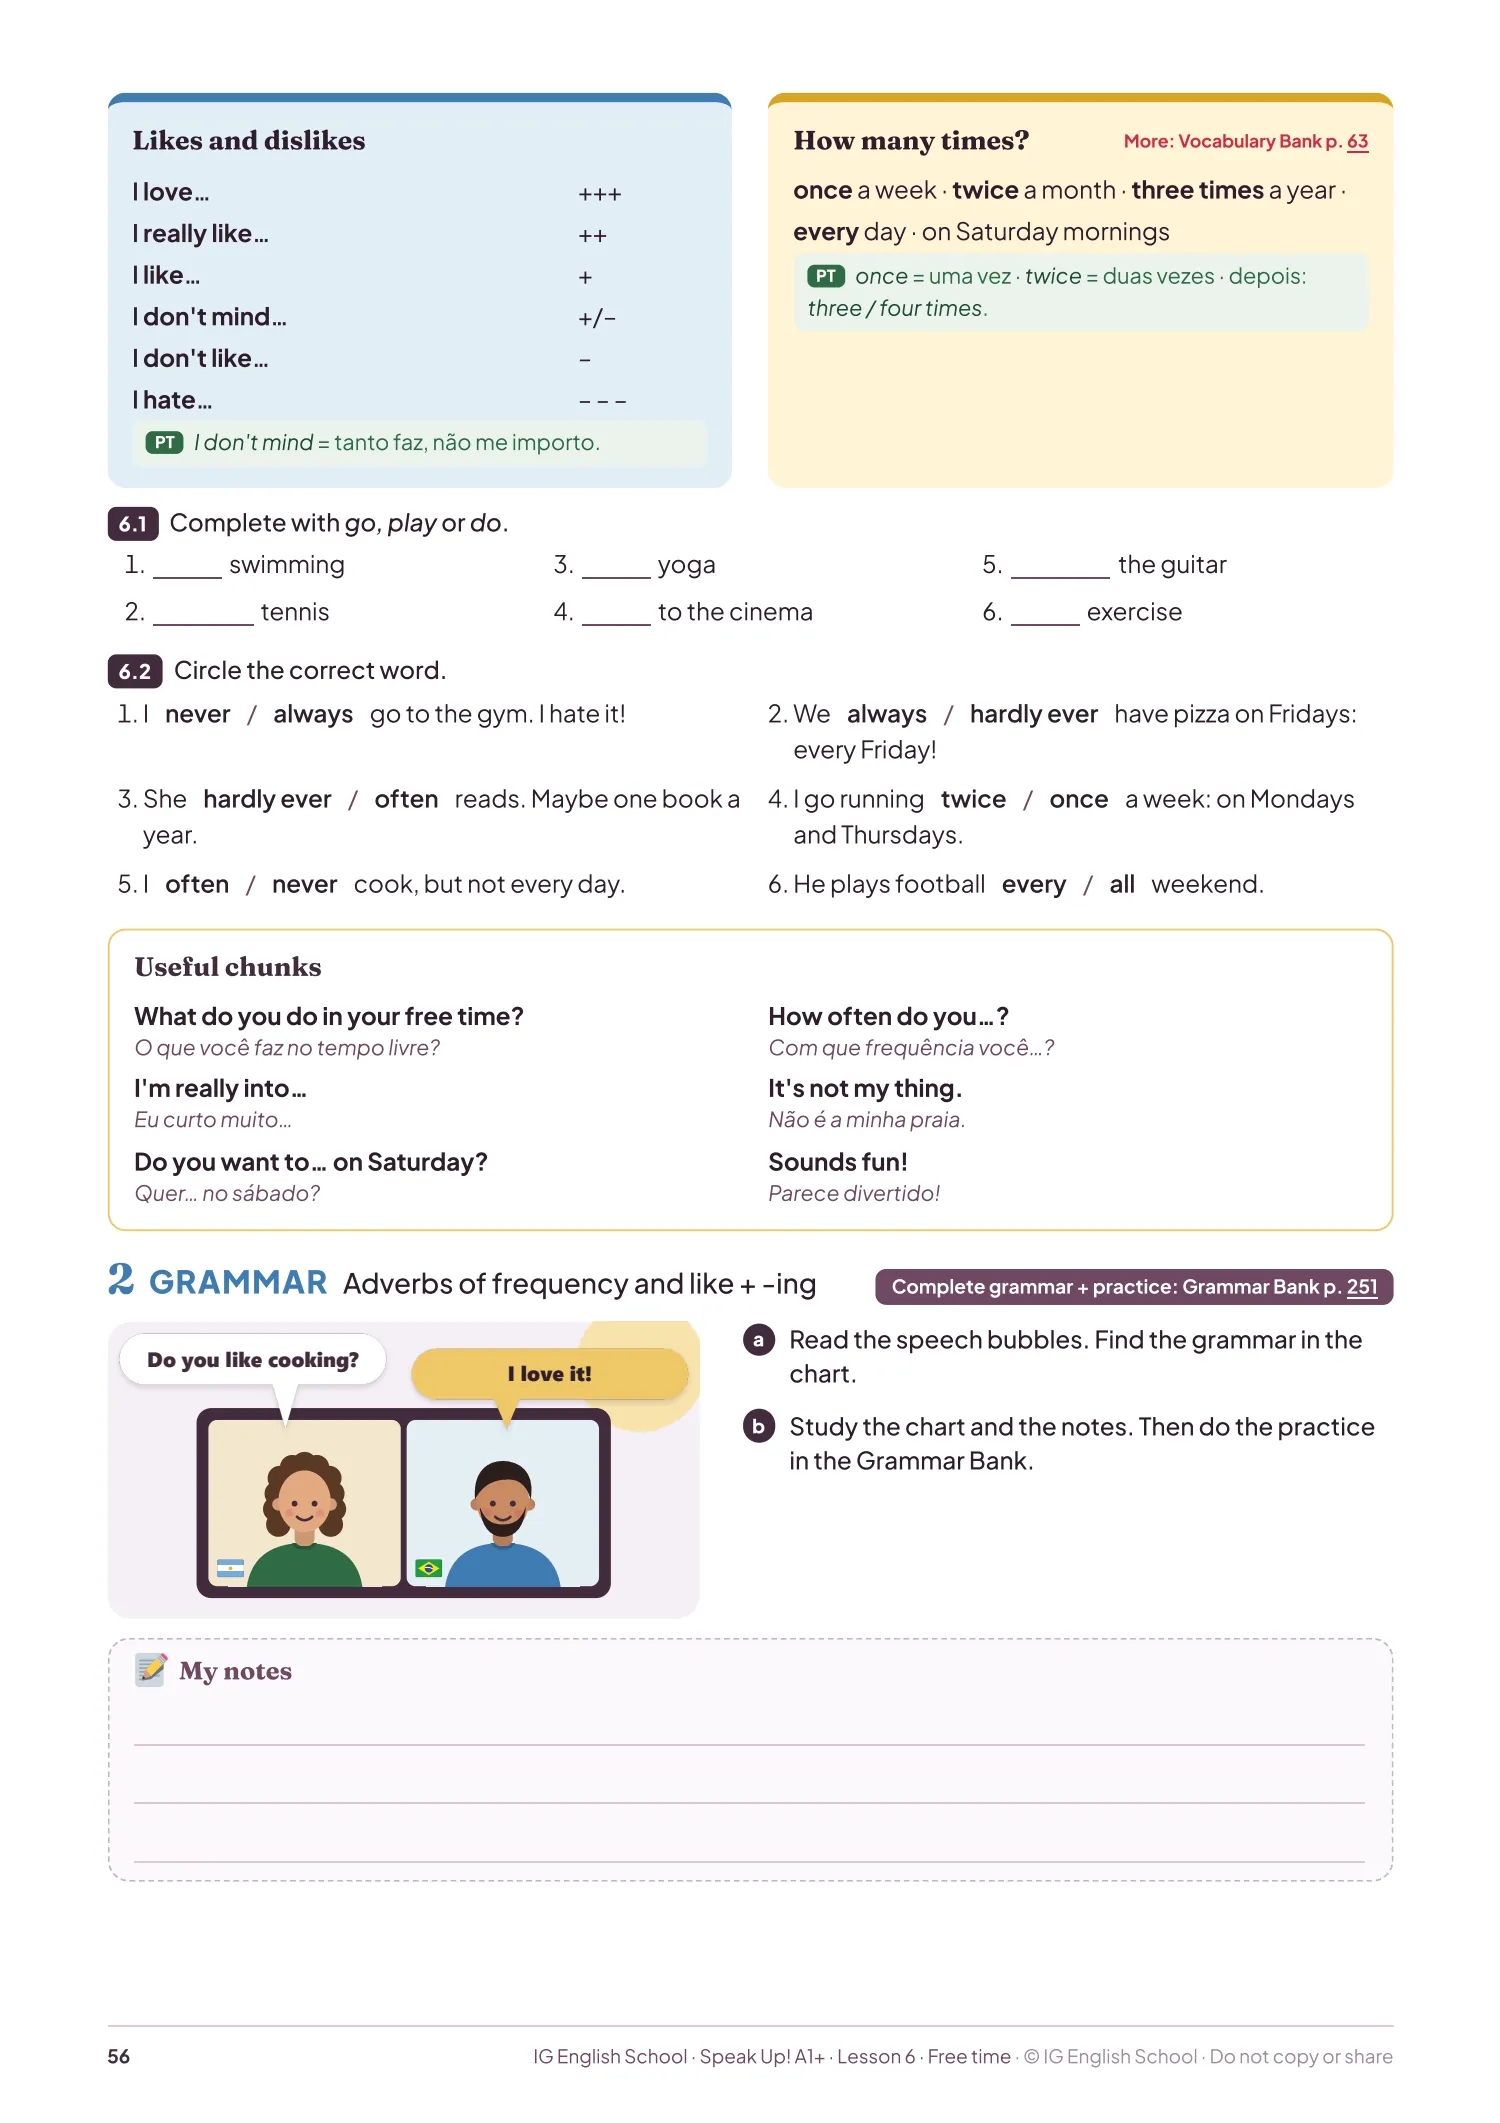 Likes and dislikes
I love… +++
I really like… ++
I like… +
I don't mind… +/–
I don't like… –
I hate… – – –
PT I don't mind = tanto faz, não me importo.
How many times? More: Vocabulary Bank p. 63
once a week · twice a month · three times a year ·
every day · on Saturday mornings
PT once = uma vez · twice = duas vezes · depois:
three / four times.
6.1 Complete with go, play or do.
1. _____ swimming
2. _______ tennis
3. _____ yoga
4. _____ to the cinema
5. _______ the guitar
6. _____ exercise
6.2 Circle the correct word.
1. I never / always go to the gym. I hate it!
2. We always / hardly ever have pizza on Fridays:
every Friday!
3. She hardly ever / often reads. Maybe one book a
year.
4. I go running twice / once a week: on Mondays
and Thursdays.
5. I often / never cook, but not every day.
6. He plays football every / all weekend.
Useful chunks
What do you do in your free time?
O que você faz no tempo livre?
How often do you…?
Com que frequência você…?
I'm really into…
Eu curto muito…
It's not my thing.
Não é a minha praia.
Do you want to… on Saturday?
Quer… no sábado?
Sounds fun!
Parece divertido!
2 GRAMMAR Adverbs of frequency and like + -ing
Complete grammar + practice: Grammar Bank p. 251
Do you like cooking?
I love it!
a Read the speech bubbles. Find the grammar in the
chart.
b Study the chart and the notes. Then do the practice
in the Grammar Bank.
My notes
56 IG English School · Speak Up! A1+ · Lesson 6 · Free time · © IG English School · Do not copy or share